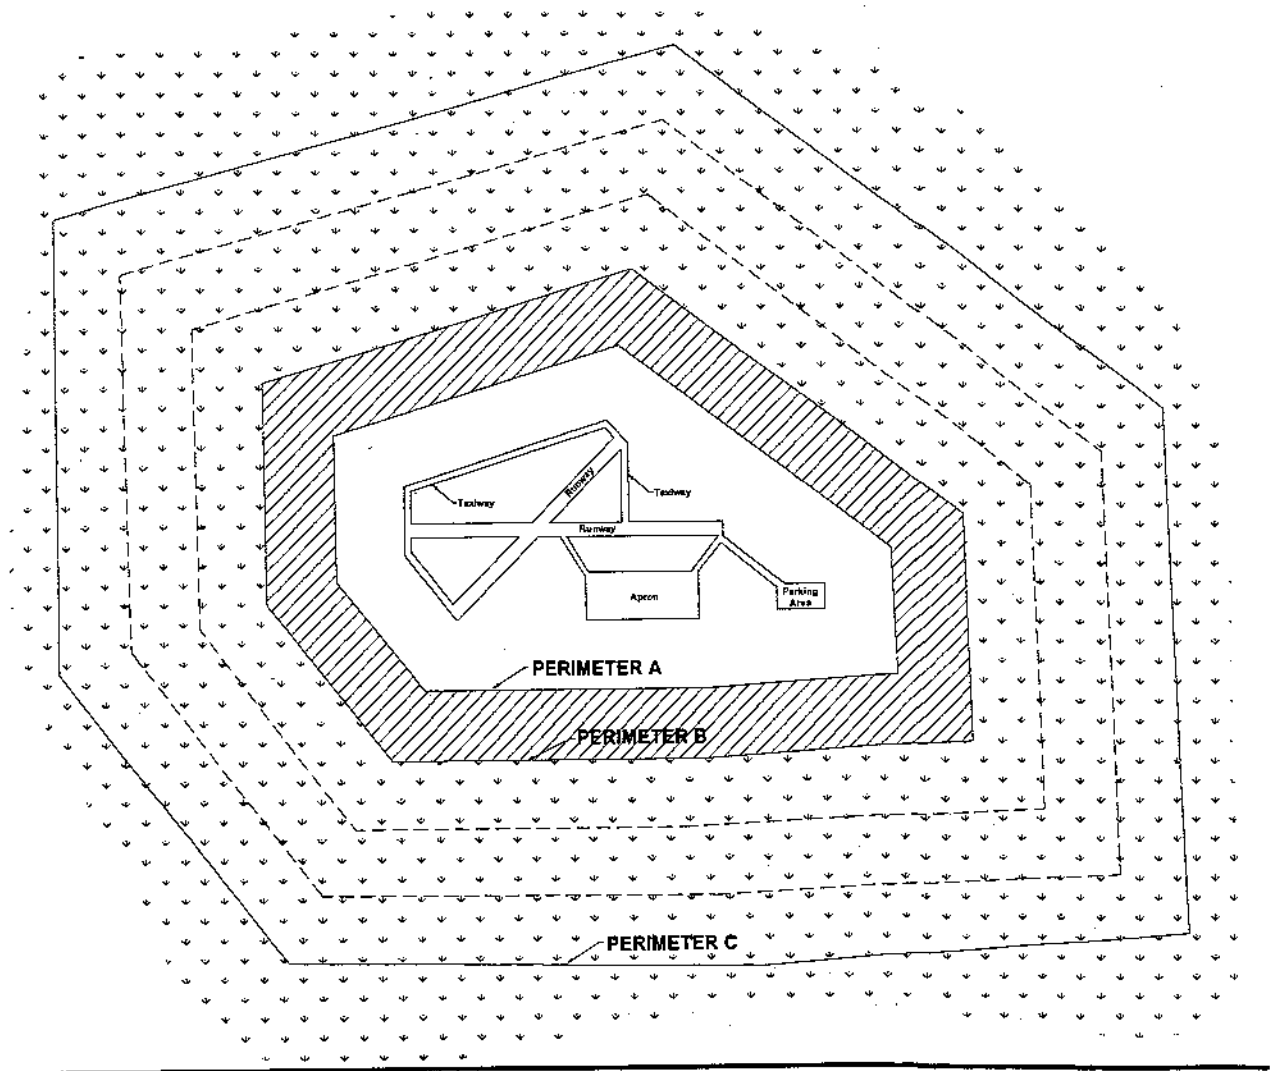 Runway
Taxiway
Taxiway
Runway
Parking
Area
Apron
PERIMETER A
PERIMETER B
PERIMETER C